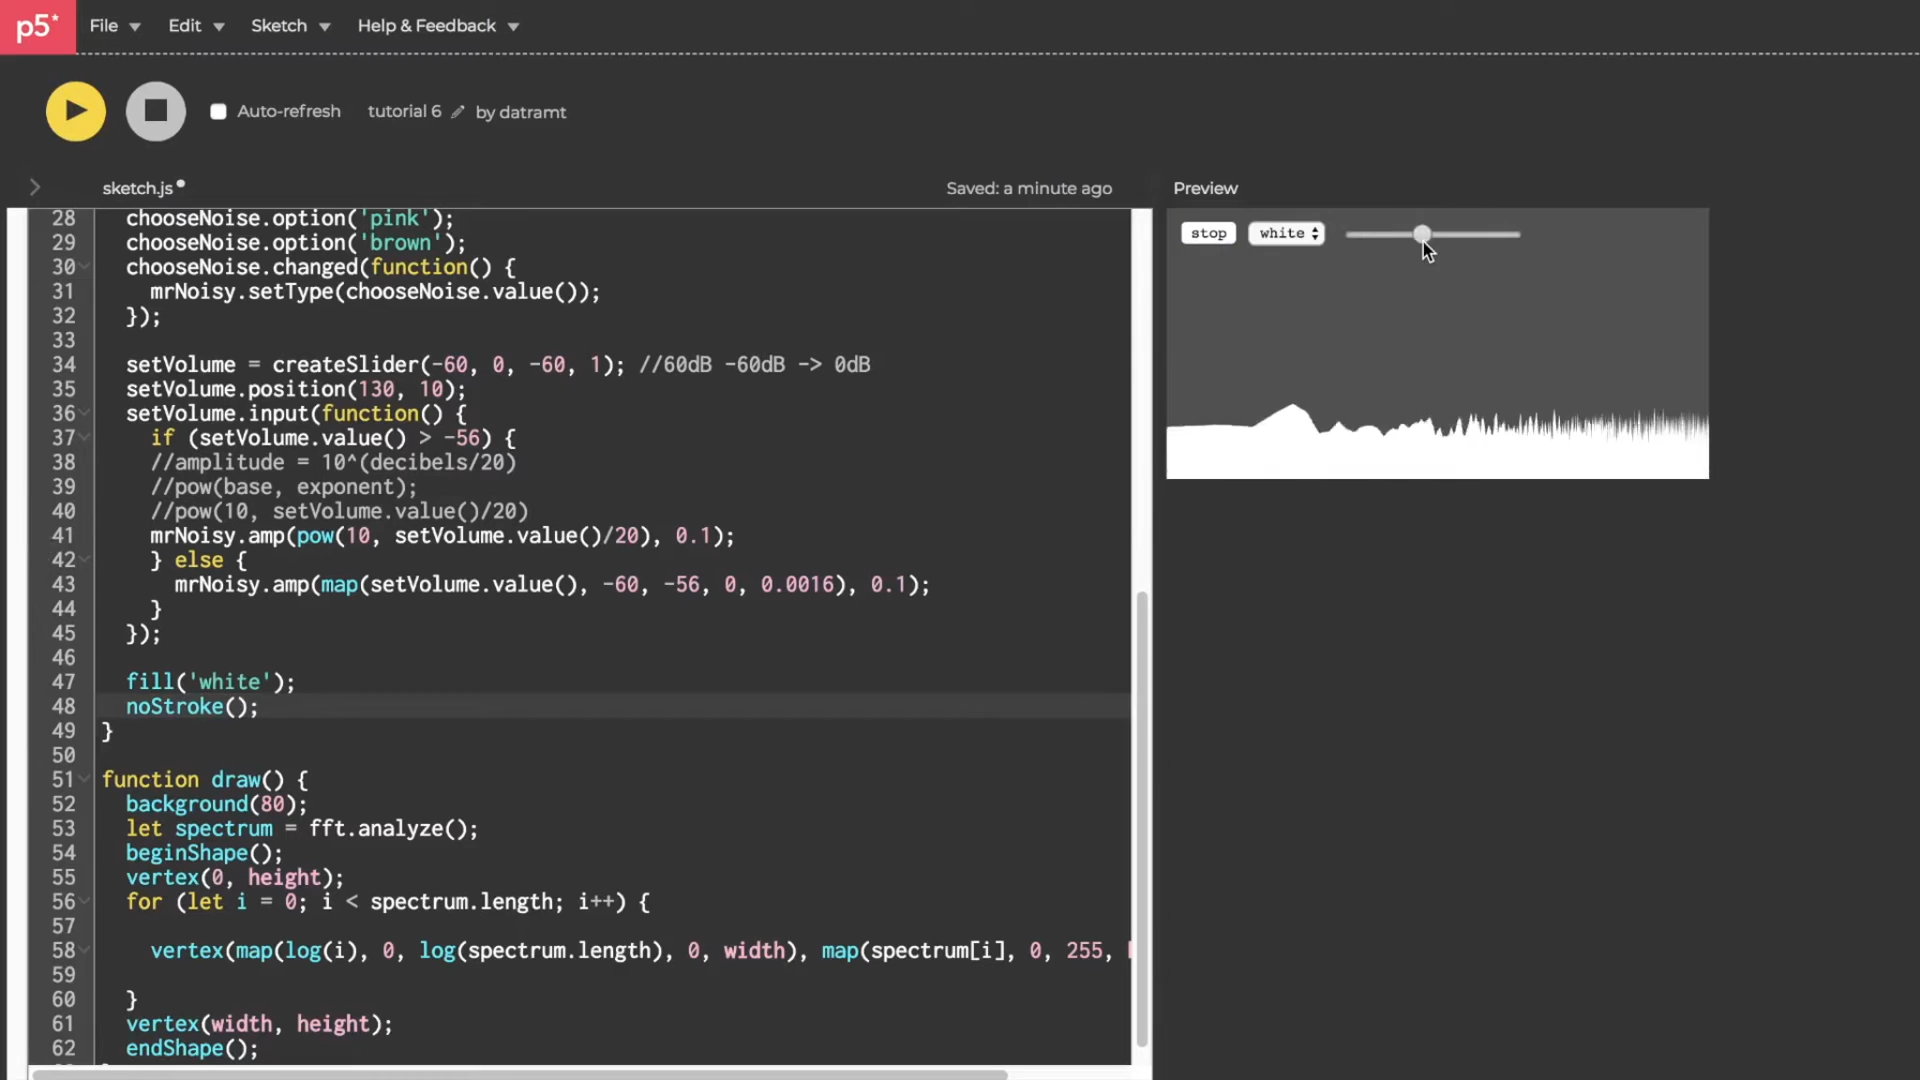 p5* File Edit Sketch Help & Feedback
Auto-refresh tutorial 6 by datramt
sketch.js Saved: a minute ago Preview
stop white
28 chooseNoise.option('pink');
29 chooseNoise.option('brown');
30 chooseNoise.changed(function() {
31 mrNoisy.setType(chooseNoise.value());
32 });
33
34 setVolume = createSlider(-60, 0, -60, 1); //60dB -60dB -> 0dB
35 setVolume.position(130, 10);
36 setVolume.input(function() {
37 if (setVolume.value() > -56) {
38 //amplitude = 10^(decibels/20)
39 //pow(base, exponent);
40 //pow(10, setVolume.value()/20)
41 mrNoisy.amp(pow(10, setVolume.value()/20), 0.1);
42 } else {
43 mrNoisy.amp(map(setVolume.value(), -60, -56, 0, 0.0016), 0.1);
44 }
45 });
46
47 fill('white');
48 noStroke();
49 }
50
51 function draw() {
52 background(80);
53 let spectrum = fft.analyze();
54 beginShape();
55 vertex(0, height);
56 for (let i = 0; i < spectrum.length; i++) {
57
58 vertex(map(log(i), 0, log(spectrum.length), 0, width), map(spectrum[i], 0, 255,
59
60 }
61 vertex(width, height);
62 endShape();